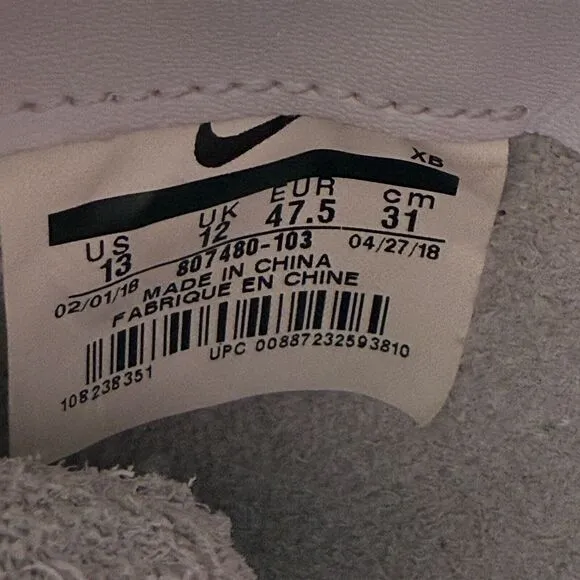 XB
US UK EUR cm
13 12 47.5 31
02/01/18 807480-103 04/27/18
MADE IN CHINA
FABRIQUE EN CHINE
UPC 00887232593810
108238351